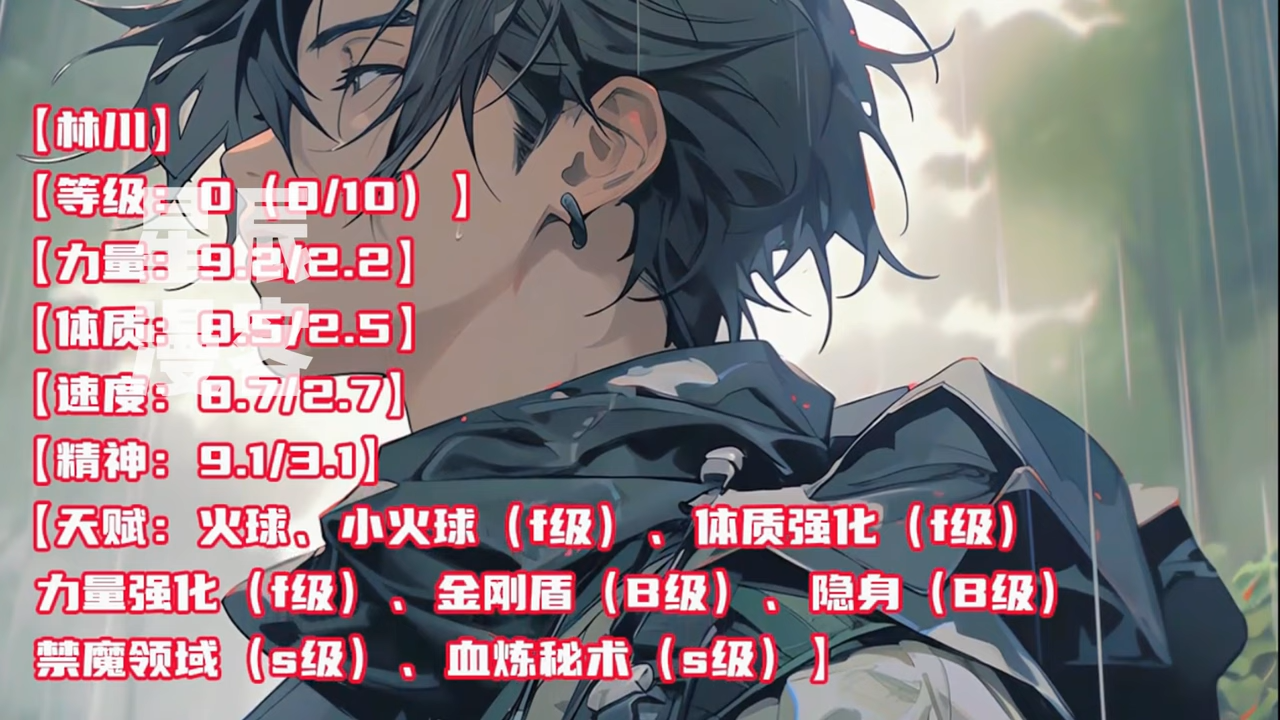 【林川】
【等级：0（0/10）】
【力量：9.2/2.2】
【体质：8.5/2.5】
【速度：8.7/2.7】
【精神：9.1/3.1】
【天赋：火球、小火球（f级）、体质强化（f级）
力量强化（f级）、金刚盾（B级）、隐身（B级）
禁魔领域（s级）、血炼秘术（s级）】